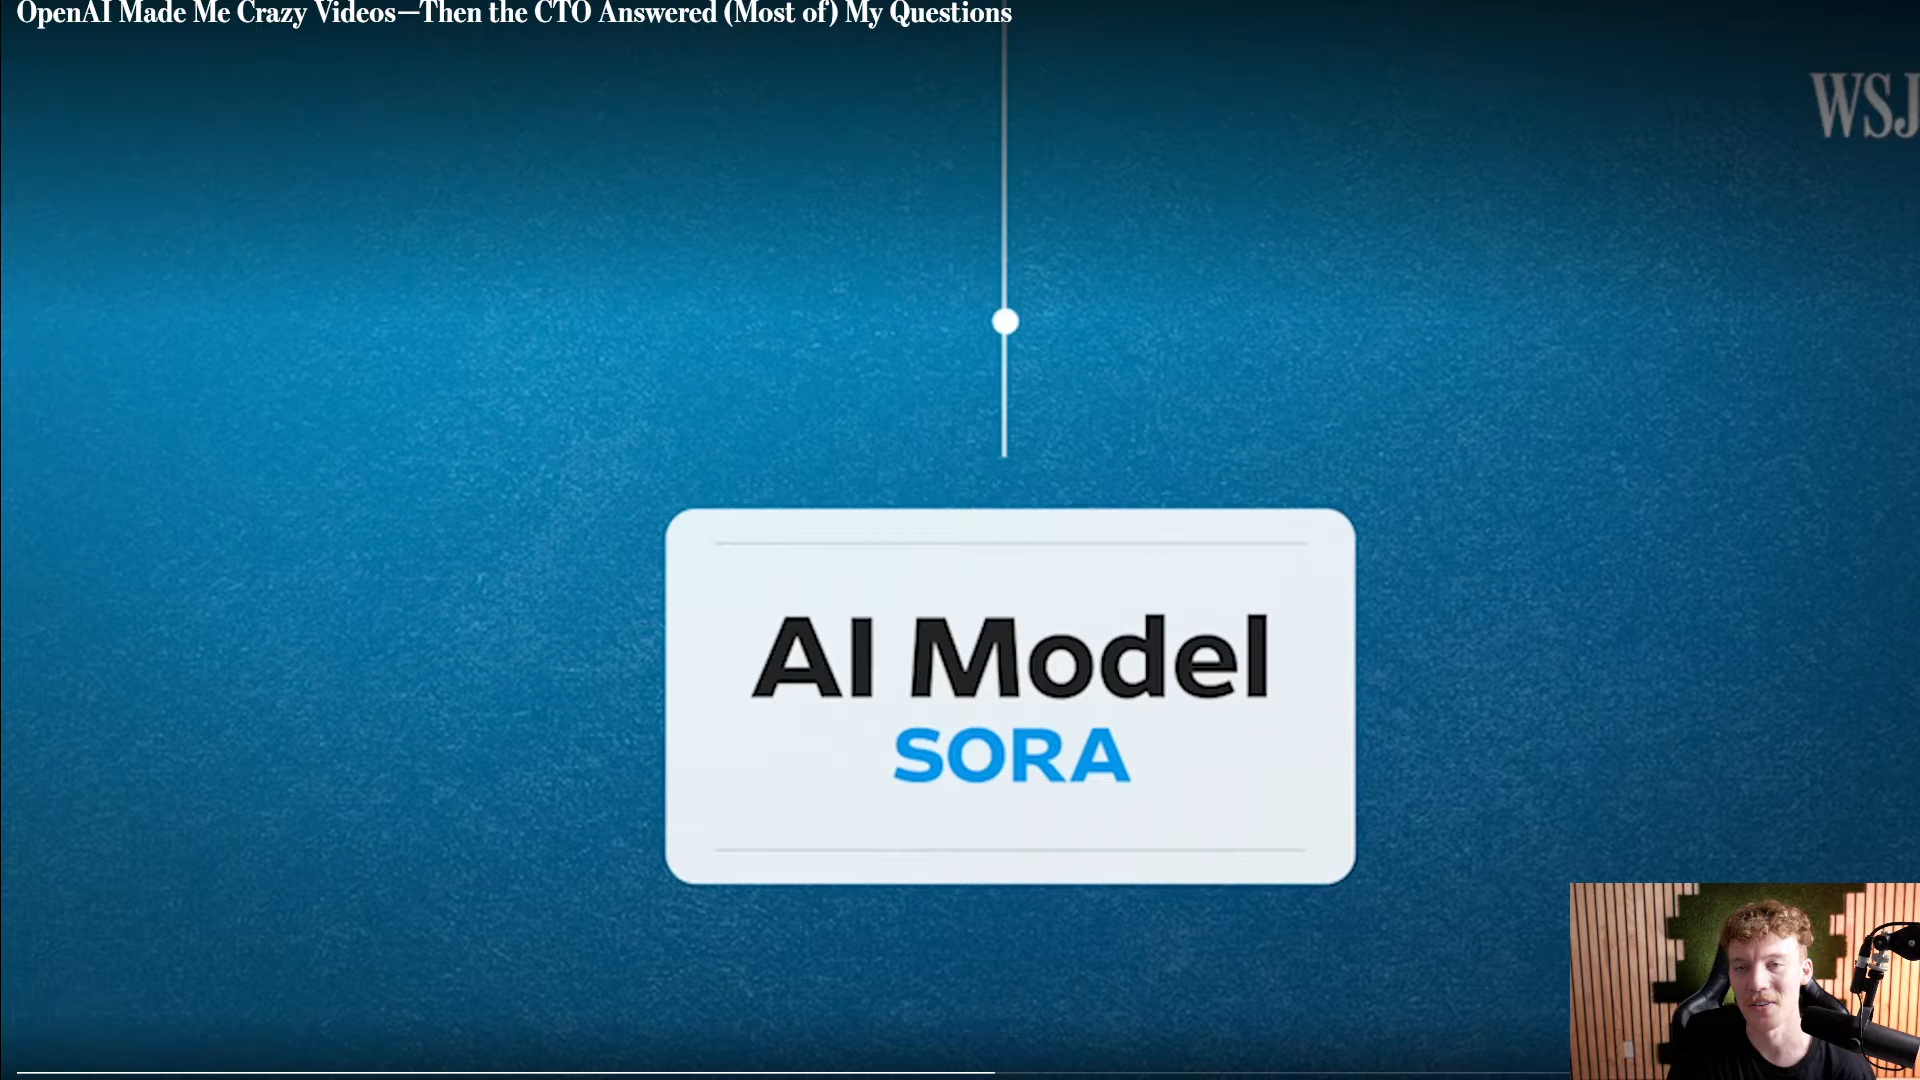 OpenAI Made Me Crazy Videos—Then the CTO Answered (Most of) My Questions
WSJ
AI Model
SORA